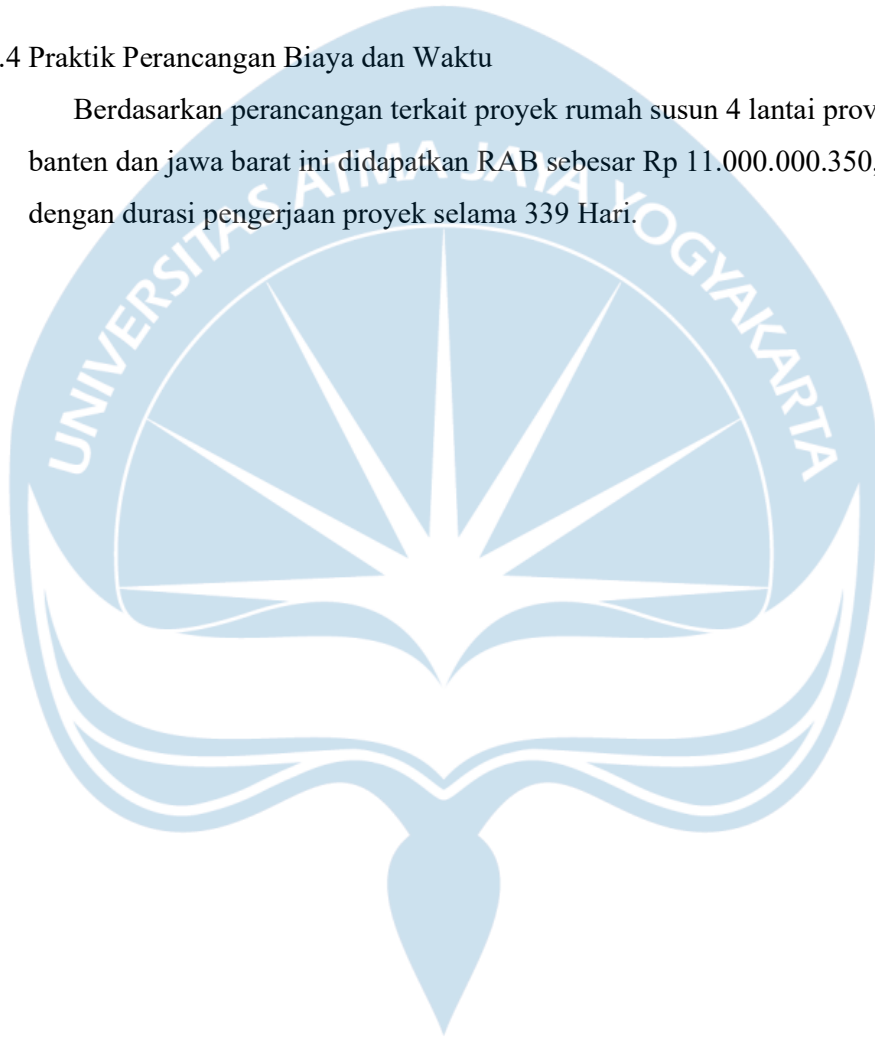 .4 Praktik Perancangan Biaya dan Waktu
Berdasarkan perancangan terkait proyek rumah susun 4 lantai prov
banten dan jawa barat ini didapatkan RAB sebesar Rp 11.000.000.350,
dengan durasi pengerjaan proyek selama 339 Hari.
UNIVERSITAS ATMA JAYA YOGYAKARTA